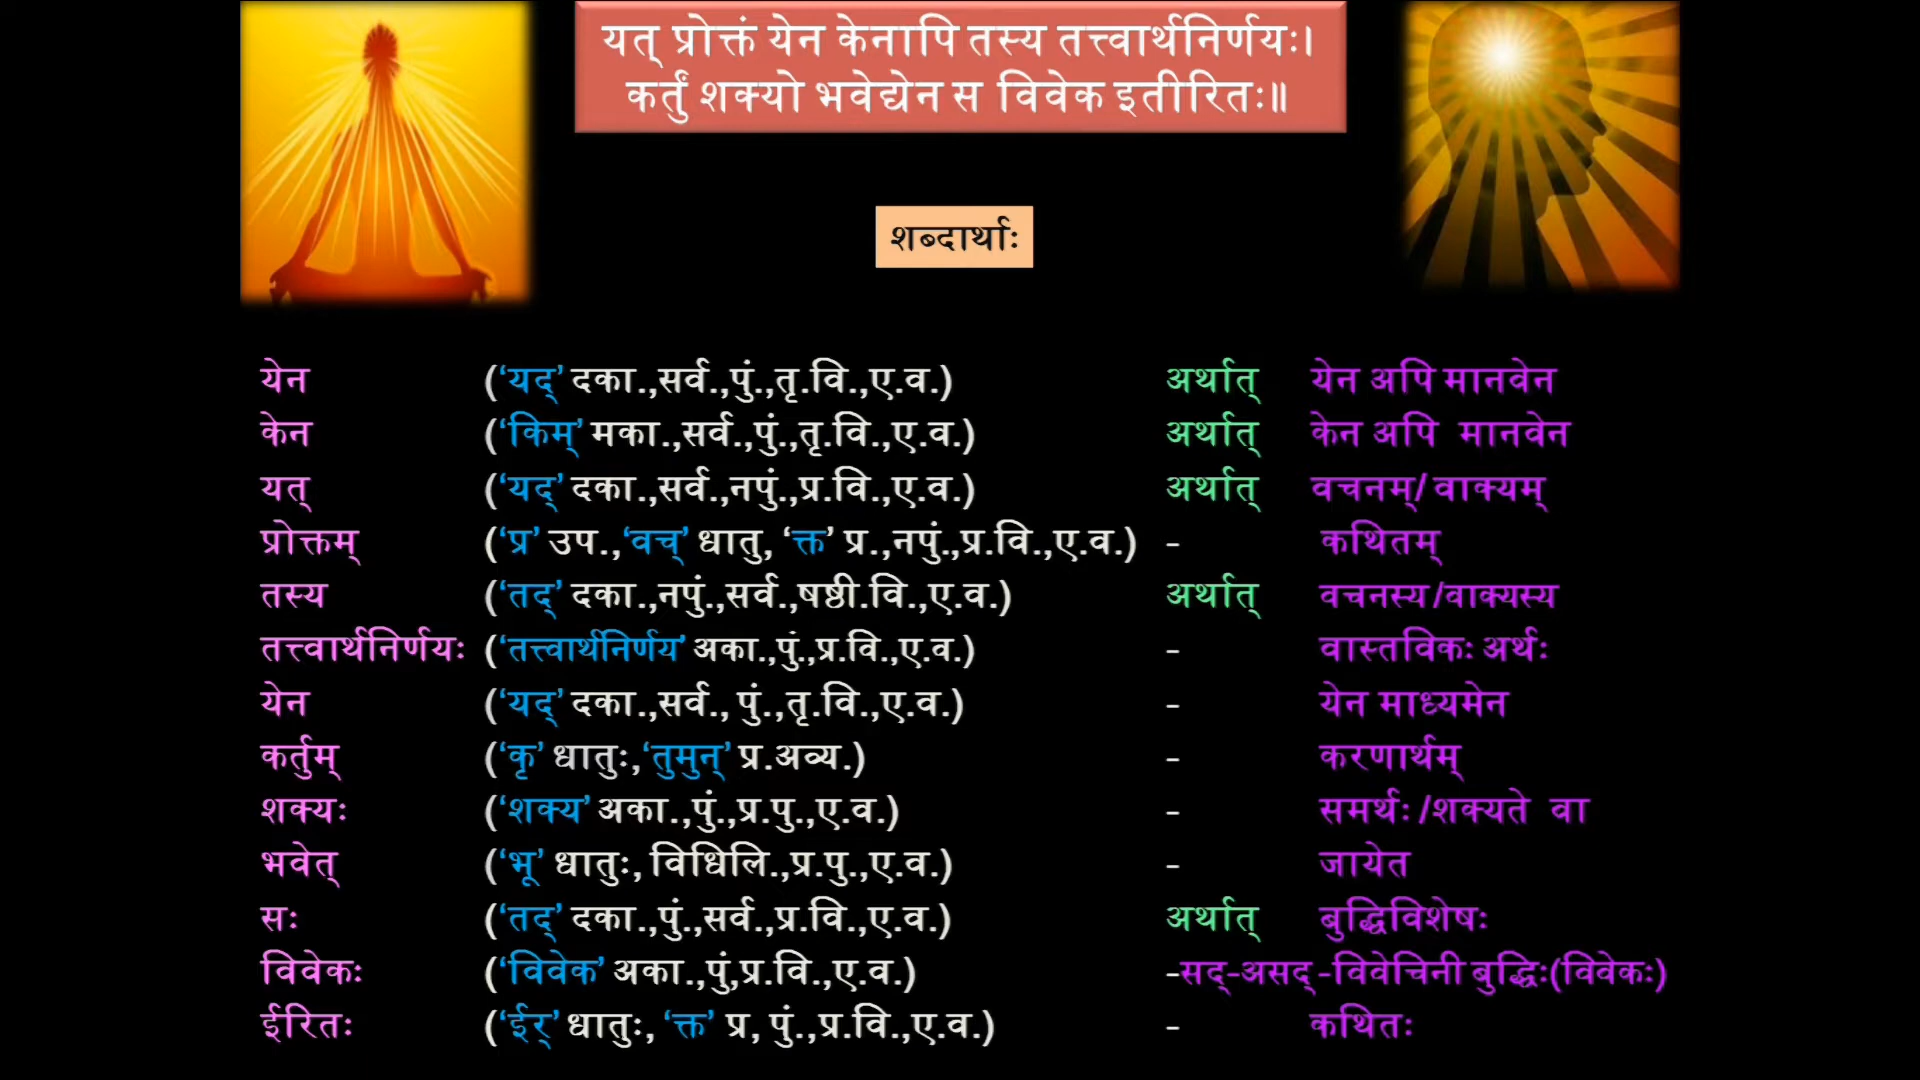 यत् प्रोक्तं येन केनापि तस्य तत्त्वार्थनिर्णयः।
कर्तुं शक्यो भवेद्येन स विवेक इतीरितः॥
शब्दार्थाः
येन (‘यद्’ दका.,सर्व.,पुं.,तृ.वि.,ए.व.) अर्थात् येन अपि मानवेन
केन (‘किम्’ मका.,सर्व.,पुं.,तृ.वि.,ए.व.) अर्थात् केन अपि मानवेन
यत् (‘यद्’ दका.,सर्व.,नपुं.,प्र.वि.,ए.व.) अर्थात् वचनम्/ वाक्यम्
प्रोक्तम् (‘प्र’ उप.,‘वच्’ धातु, ‘क्त’ प्र.,नपुं.,प्र.वि.,ए.व.) - कथितम्
तस्य (‘तद्’ दका.,नपुं.,सर्व.,षष्ठी.वि.,ए.व.) अर्थात् वचनस्य/वाक्यस्य
तत्त्वार्थनिर्णयः (‘तत्त्वार्थनिर्णय’ अका.,पुं.,प्र.वि.,ए.व.) - वास्तविकः अर्थः
येन (‘यद्’ दका.,सर्व., पुं.,तृ.वि.,ए.व.) - येन माध्यमेन
कर्तुम् (‘कृ’ धातुः,‘तुमुन्’ प्र.अव्य.) - करणार्थम्
शक्यः (‘शक्य’ अका.,पुं.,प्र.पु.,ए.व.) - समर्थः /शक्यते वा
भवेत् (‘भू’ धातुः, विधिलि.,प्र.पु.,ए.व.) - जायेत
सः (‘तद्’ दका.,पुं.,सर्व.,प्र.वि.,ए.व.) अर्थात् बुद्धिविशेषः
विवेकः (‘विवेक’ अका.,पुं,प्र.वि.,ए.व.) -सद्-असद्-विवेचिनी बुद्धिः(विवेकः)
ईरितः (‘ईर्’ धातुः, ‘क्त’ प्र, पुं.,प्र.वि.,ए.व.) - कथितः